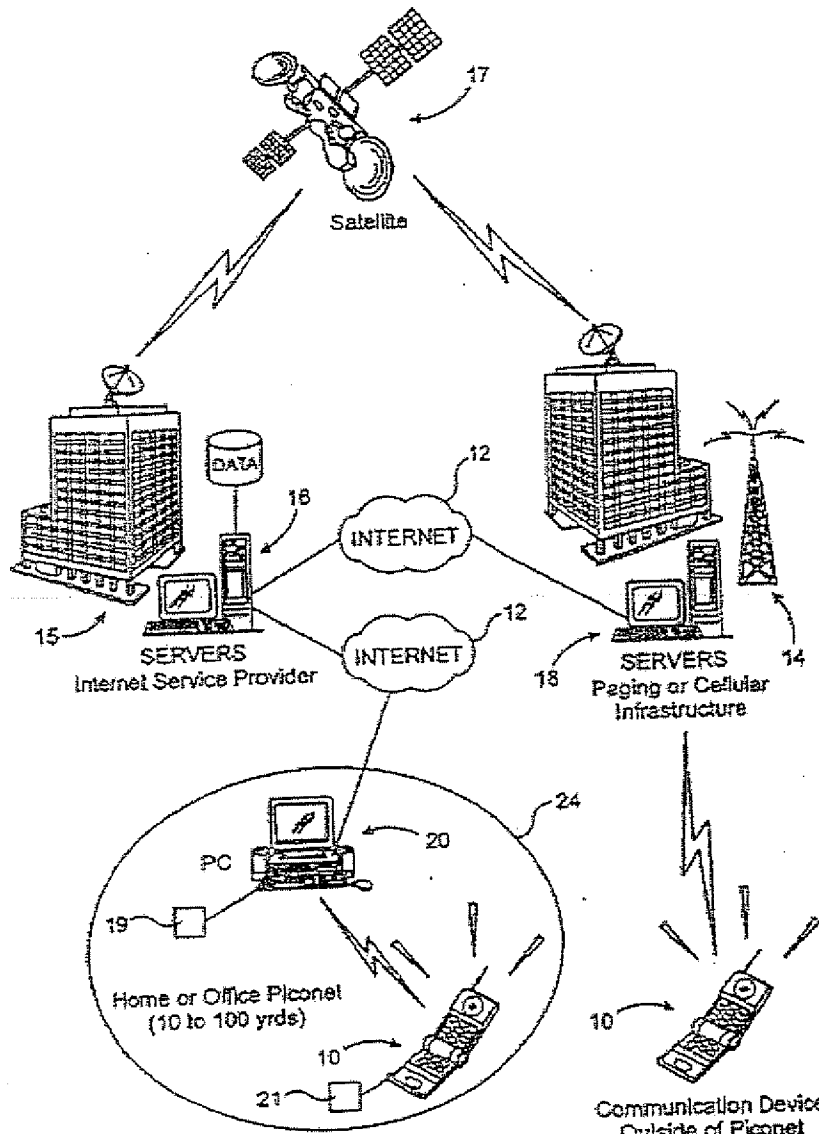 17
Satellite
DATA
16
12
INTERNET
12
INTERNET
15
SERVERS
Internet Service Provider
18
SERVERS
Paging or Cellular
Infrastructure
14
24
20
PC
19
Home or Office Piconet
(10 to 100 yrds)
10
21
10
Communication Device
Outside of Piconet